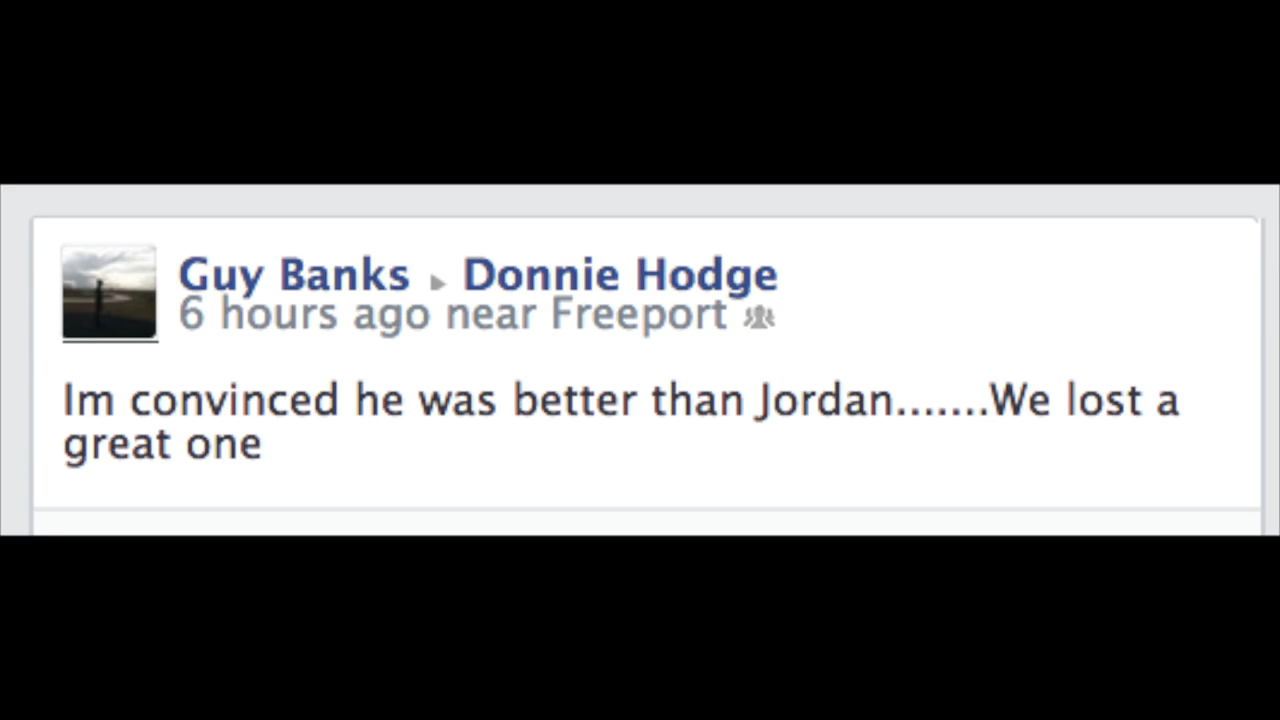 Guy Banks ▸ Donnie Hodge
6 hours ago near Freeport
Im convinced he was better than Jordan.......We lost a
great one